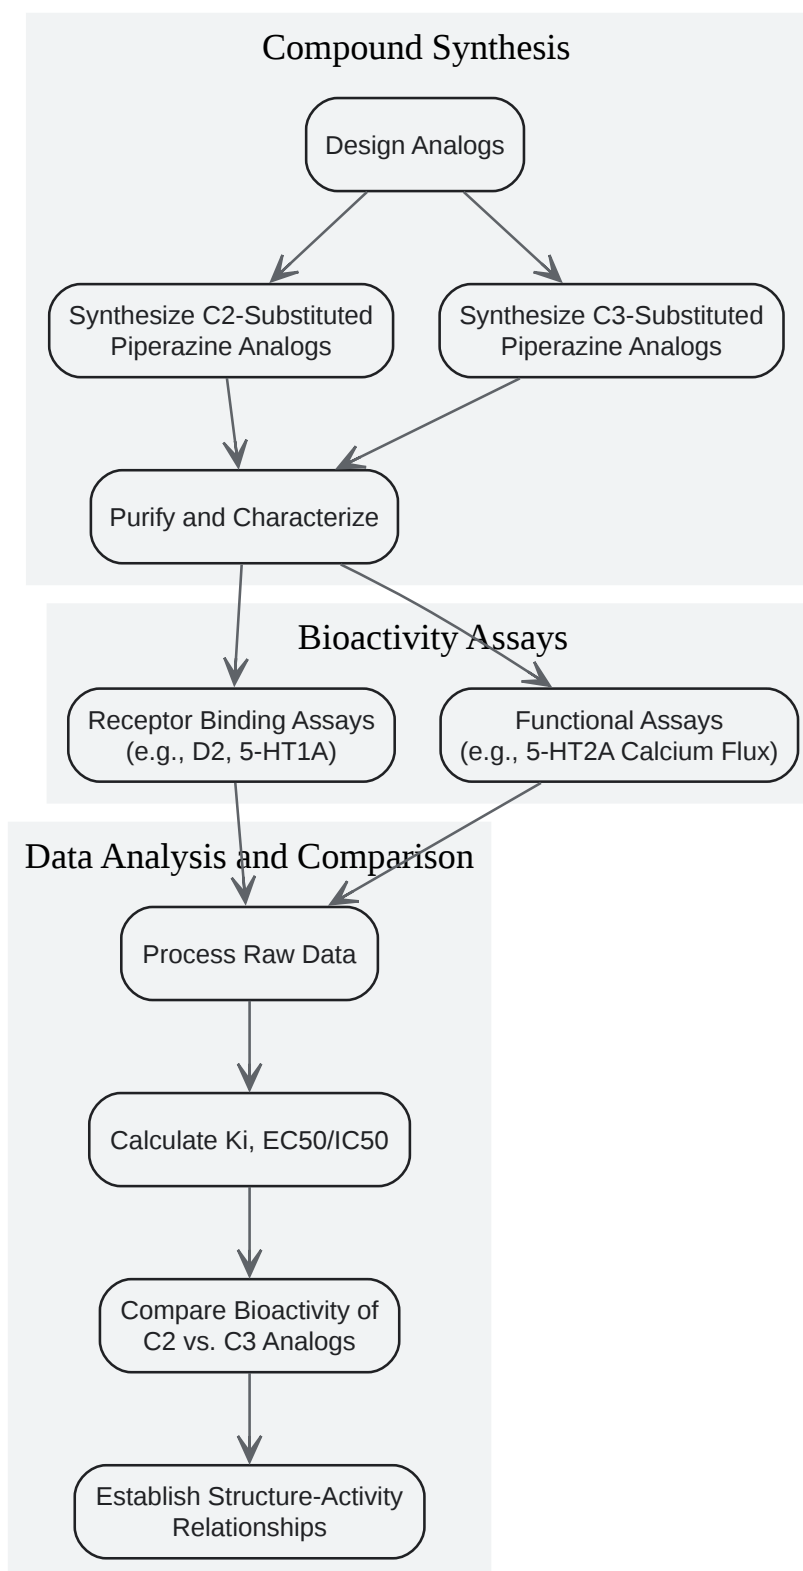 Compound Synthesis
Design Analogs
Synthesize C2-Substituted
Piperazine Analogs
Synthesize C3-Substituted
Piperazine Analogs
Purify and Characterize
Bioactivity Assays
Receptor Binding Assays
(e.g., D2, 5-HT1A)
Functional Assays
(e.g., 5-HT2A Calcium Flux)
Data Analysis and Comparison
Process Raw Data
Calculate Ki, EC50/IC50
Compare Bioactivity of
C2 vs. C3 Analogs
Establish Structure-Activity
Relationships